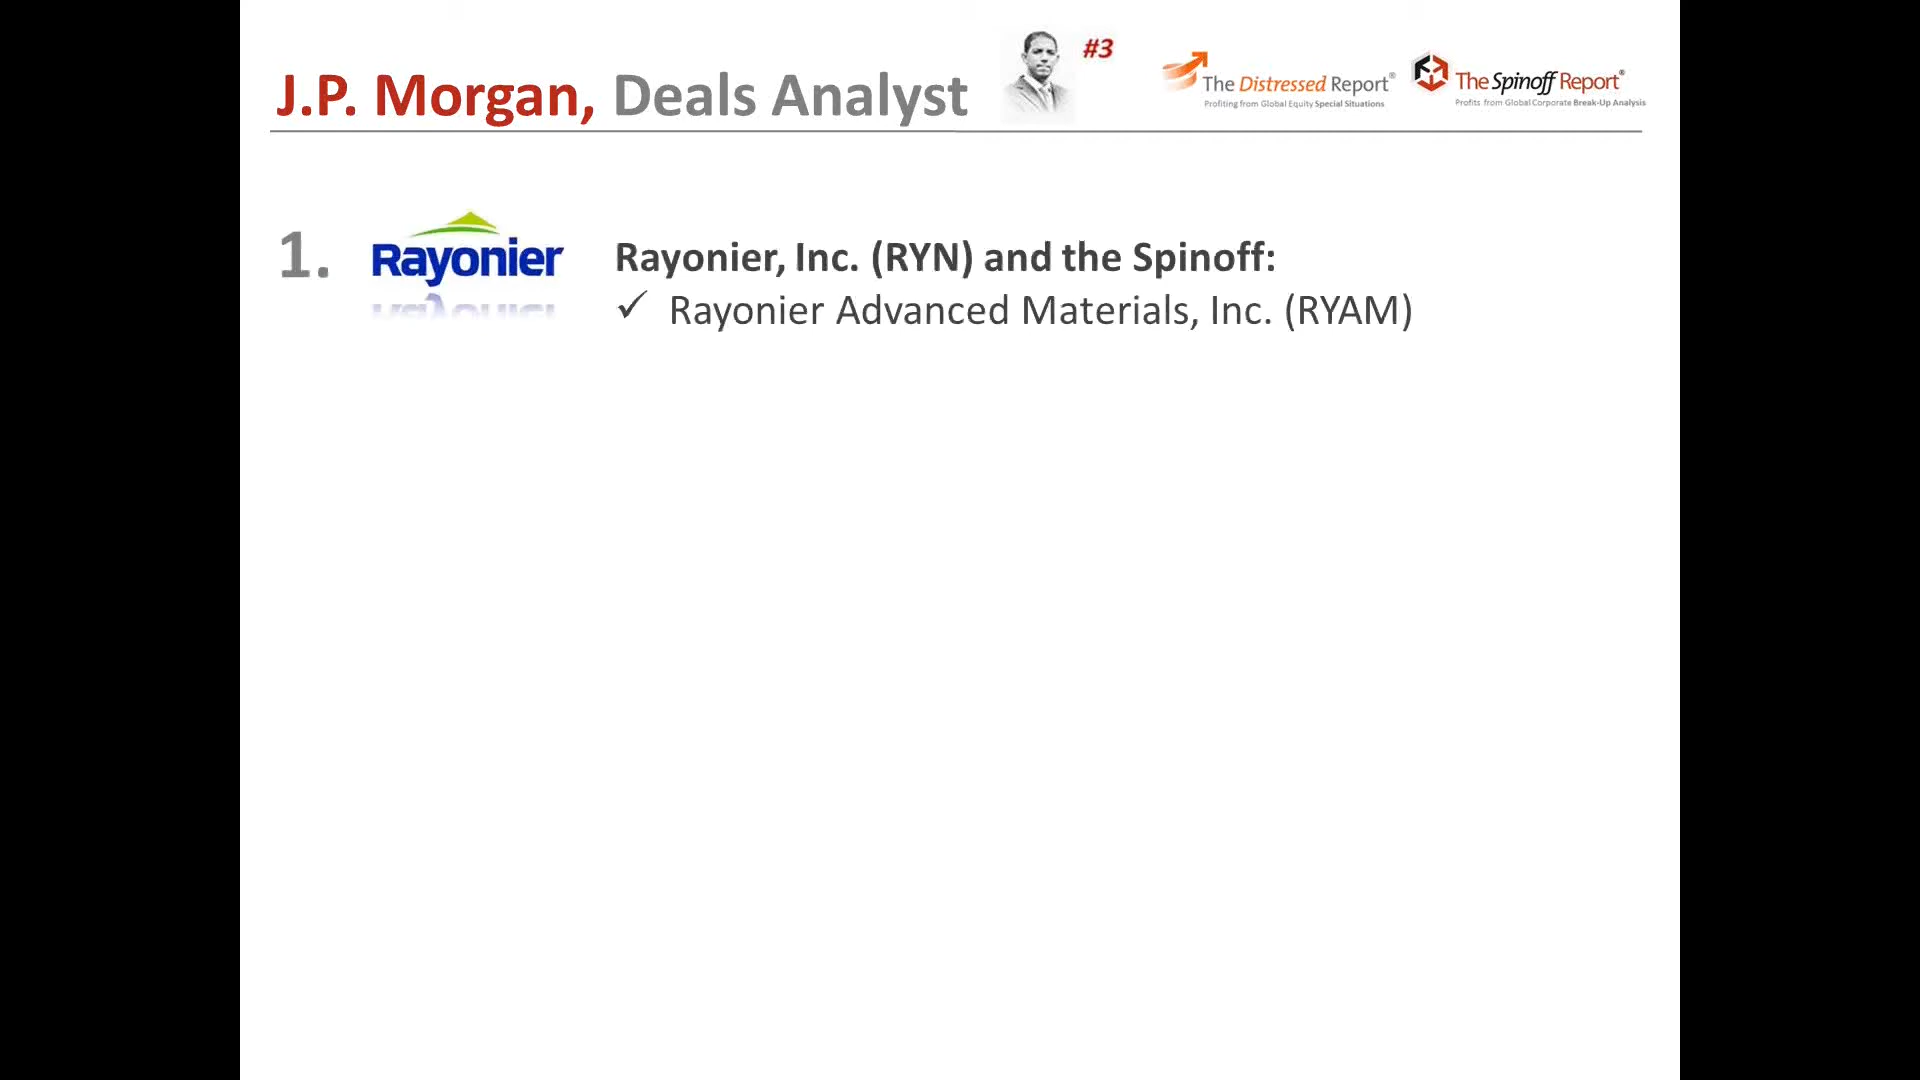 J.P. Morgan, Deals Analyst
#3
The Distressed Report®
Profiting from Global Equity Special Situations
The Spinoff Report®
Profits from Global Corporate Break-Up Analysis
1.
Rayonier
Rayonier, Inc. (RYN) and the Spinoff:
✓ Rayonier Advanced Materials, Inc. (RYAM)